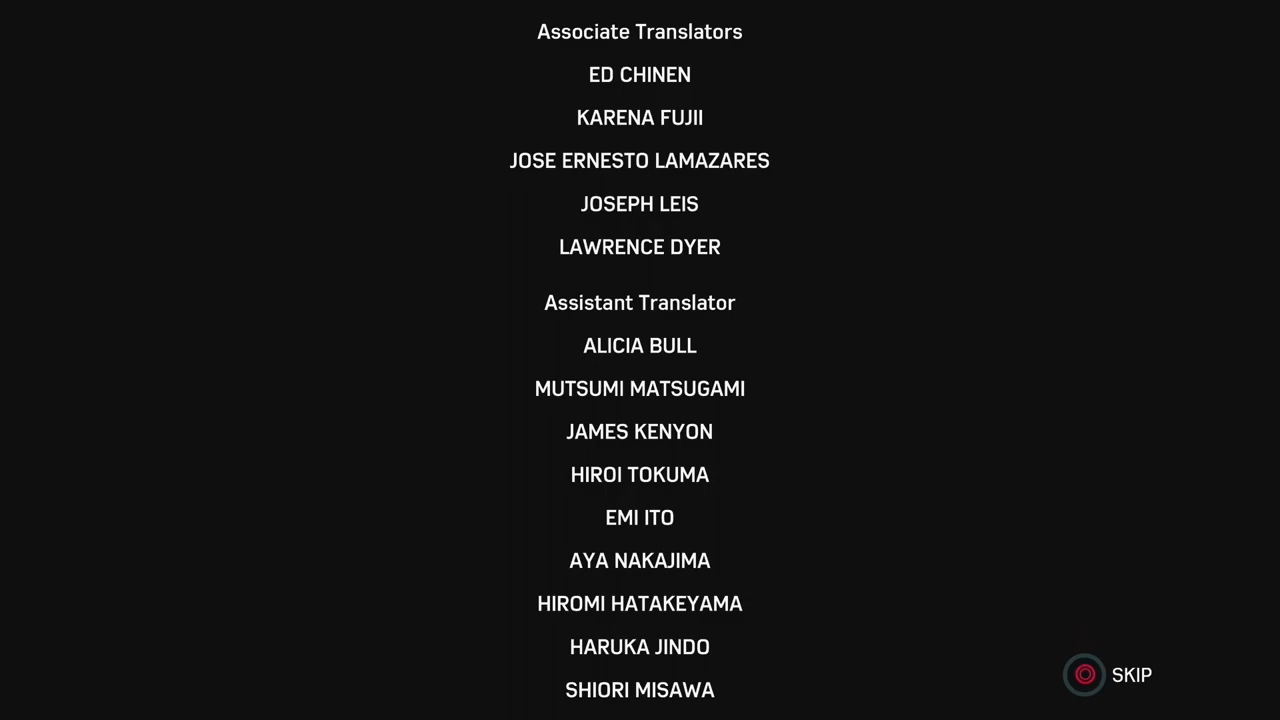 Associate Translators
ED CHINEN
KARENA FUJII
JOSE ERNESTO LAMAZARES
JOSEPH LEIS
LAWRENCE DYER
Assistant Translator
ALICIA BULL
MUTSUMI MATSUGAMI
JAMES KENYON
HIROI TOKUMA
EMI ITO
AYA NAKAJIMA
HIROMI HATAKEYAMA
HARUKA JINDO
SHIORI MISAWA
SKIP